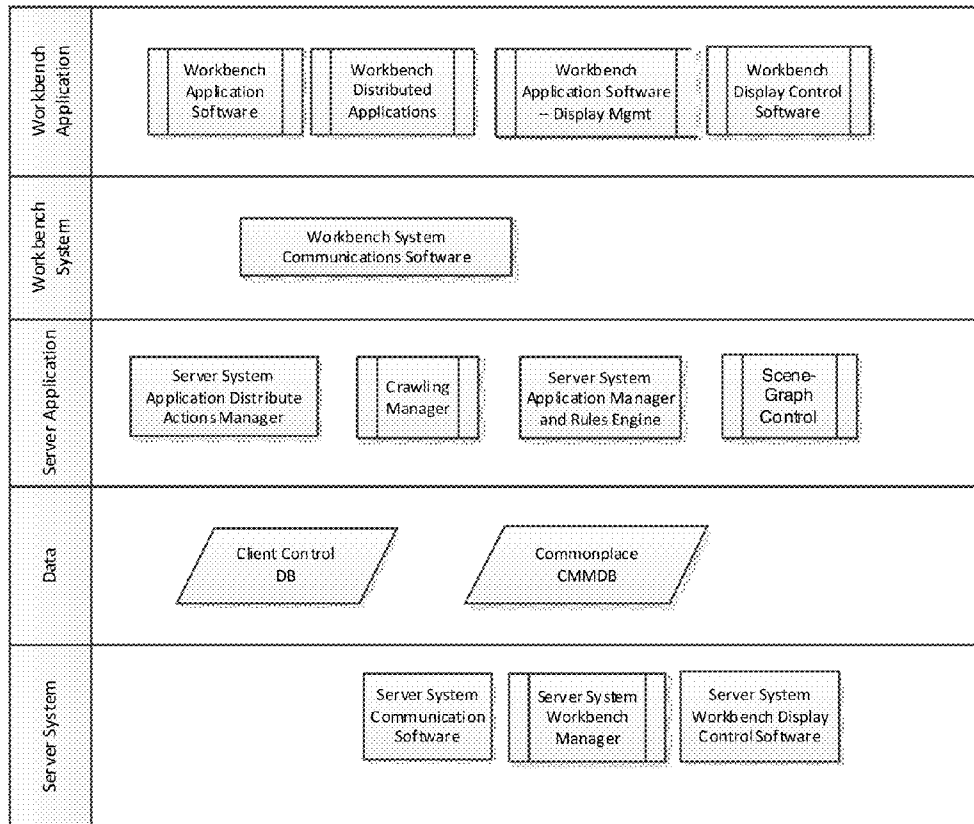 Workbench
Application
Workbench
Application
Software
Workbench
Distributed
Applications
Workbench
Application Software
-- Display Mgmt
Workbench
Display Control
Software
Workbench
System
Workbench System
Communications Software
Server Application
Server System
Application Distribute
Actions Manager
Crawling
Manager
Server System
Application Manager
and Rules Engine
Scene-
Graph
Control
Data
Client Control
DB
Commonplace
CMMDB
Server System
Server System
Communication
Software
Server System
Workbench
Manager
Server System
Workbench Display
Control Software